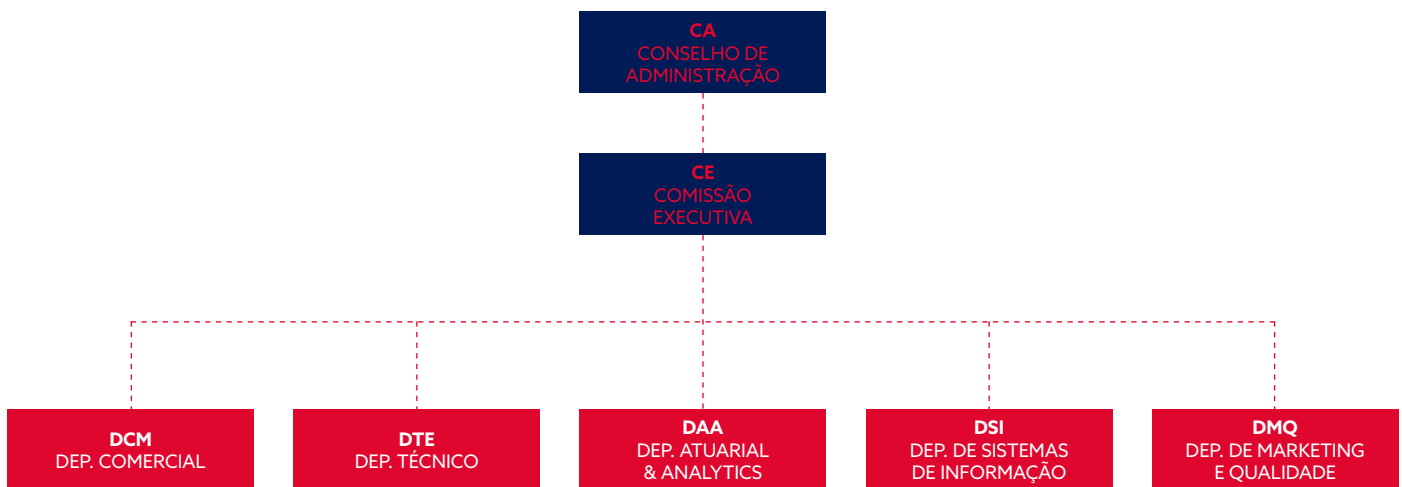 CA
CONSELHO DE
ADMINISTRAÇÃO
CE
COMISSÃO
EXECUTIVA
DCM
DEP. COMERCIAL
DTE
DEP. TÉCNICO
DAA
DEP. ATUARIAL
& ANALYTICS
DSI
DEP. DE SISTEMAS
DE INFORMAÇÃO
DMQ
DEP. DE MARKETING
E QUALIDADE